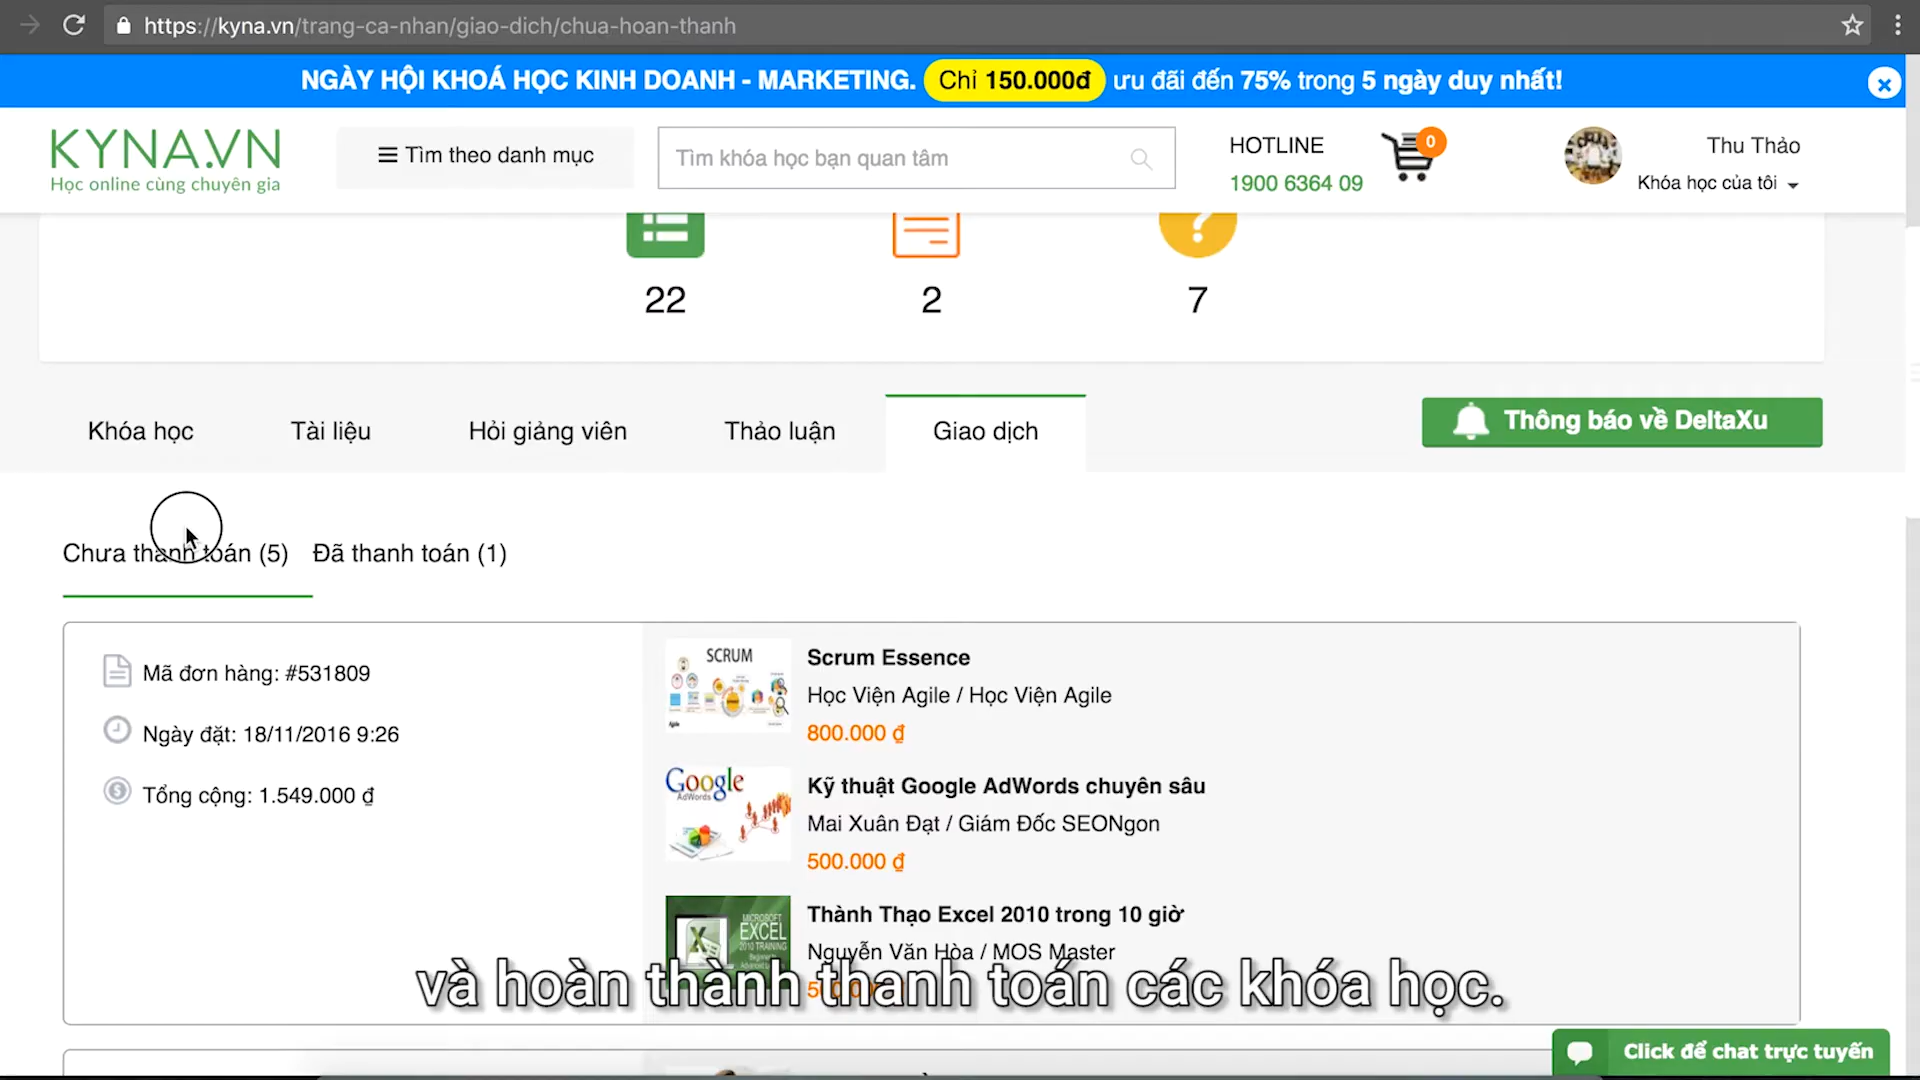 https://kyna.vn/trang-ca-nhan/giao-dich/chua-hoan-thanh
NGÀY HỘI KHOÁ HỌC KINH DOANH - MARKETING. Chỉ 150.000đ ưu đãi đến 75% trong 5 ngày duy nhất!
KYNA.VN
Học online cùng chuyên gia
Tìm theo danh mục
Tìm khóa học bạn quan tâm
HOTLINE
1900 6364 09
0
Thu Thảo
Khóa học của tôi
22
2
7
Khóa học
Tài liệu
Hỏi giảng viên
Thảo luận
Giao dịch
Thông báo về DeltaXu
Chưa thanh toán (5)
Đã thanh toán (1)
Mã đơn hàng: #531809
Ngày đặt: 18/11/2016 9:26
Tổng cộng: 1.549.000 ₫
SCRUM
Agile
Scrum Essence
Học Viện Agile / Học Viện Agile
800.000 ₫
Google
AdWords
Kỹ thuật Google AdWords chuyên sâu
Mai Xuân Đạt / Giám Đốc SEONgon
500.000 ₫
MICROSOFT
EXCEL
2010 TRAINING
Thành Thạo Excel 2010 trong 10 giờ
Nguyễn Văn Hòa / MOS Master
và hoàn thành thanh toán các khóa học.
Click để chat trực tuyến